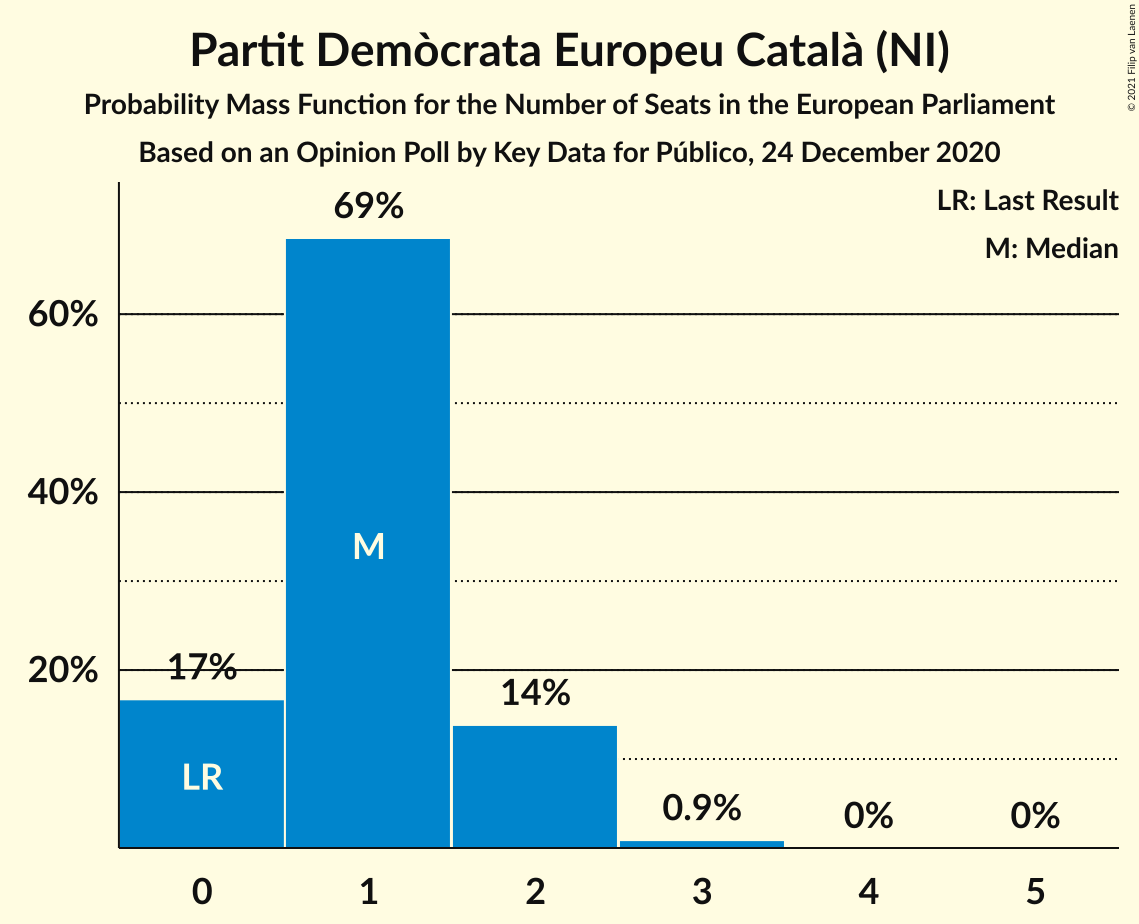 Partit Demòcrata Europeu Català (NI)
Probability Mass Function for the Number of Seats in the European Parliament
Based on an Opinion Poll by Key Data for Público, 24 December 2020
© 2021 Filip van Laenen
LR: Last Result
M: Median
69%
60%
40%
M
20%
17%
14%
LR
0.9%
0%
0%
0 1 2 3 4 5